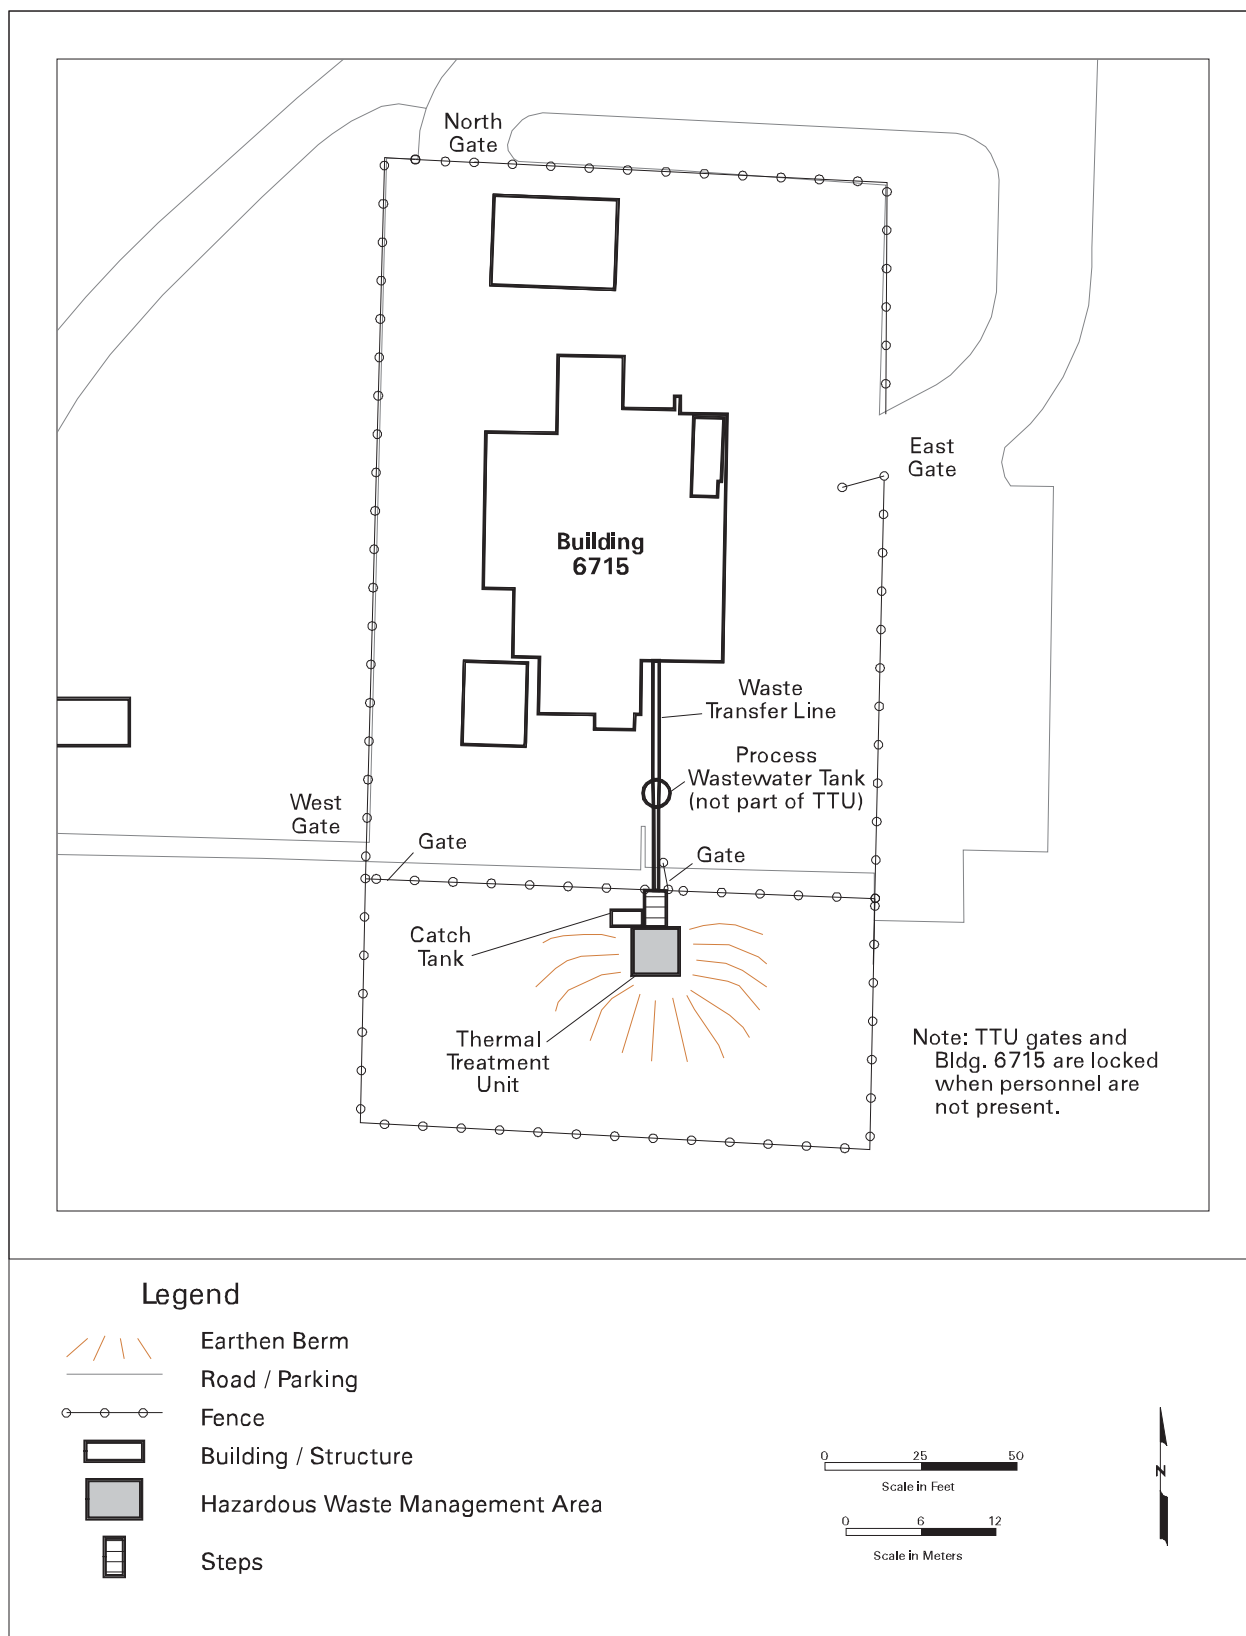 North
Gate
East
Gate
Building
6715
Waste
Transfer Line
Process
Wastewater Tank
(not part of TTU)
West
Gate
Gate
Gate
Catch
Tank
Thermal
Treatment
Unit
Note: TTU gates and
Bldg. 6715 are locked
when personnel are
not present.
Legend
Earthen Berm
Road / Parking
Fence
Building / Structure
Hazardous Waste Management Area
Steps
0 25 50
Scale in Feet
0 6 12
Scale in Meters
N